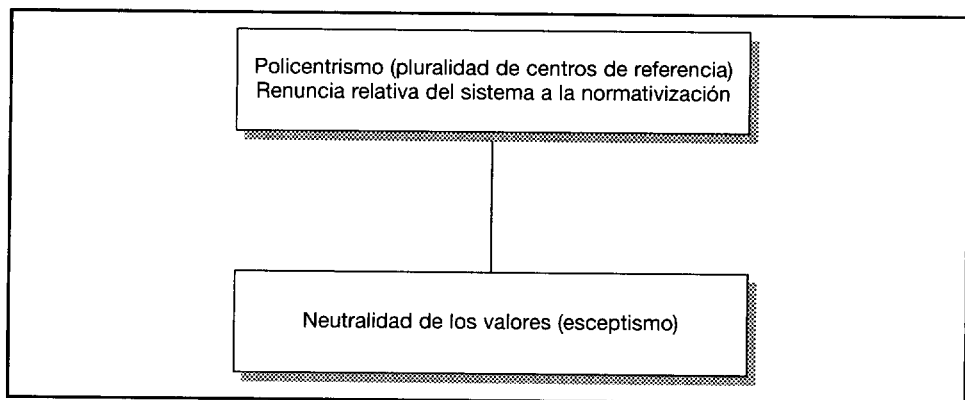 Policentrismo (pluralidad de centros de referencia)
Renuncia relativa del sistema a la normativización
Neutralidad de los valores (esceptismo)